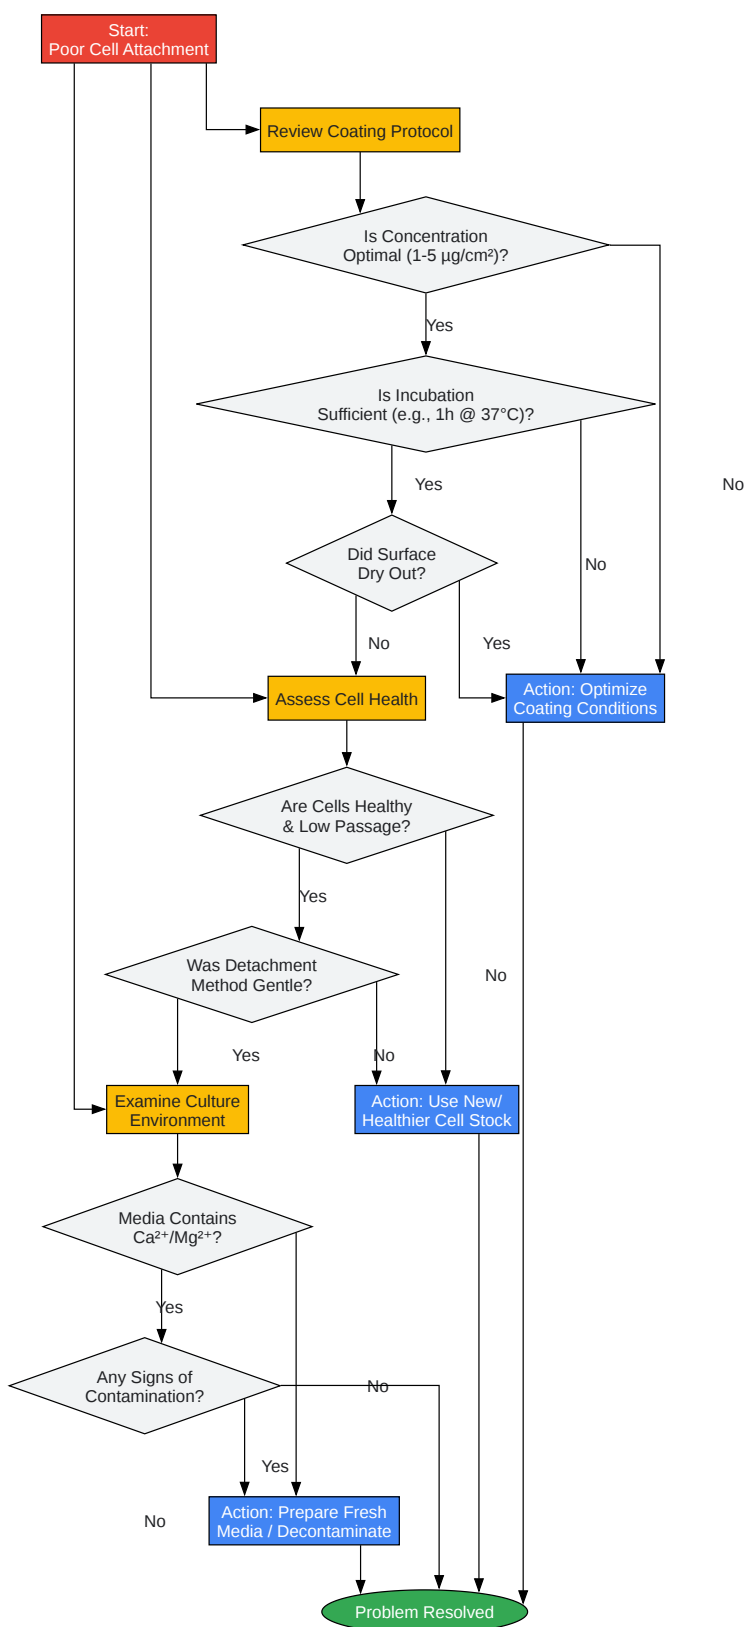 Start:
Poor Cell Attachment
Review Coating Protocol
Is Concentration
Optimal (1-5 µg/cm²)?
Yes
Is Incubation
Sufficient (e.g., 1h @ 37°C)?
Yes
No
Did Surface
Dry Out?
No
No
Yes
Assess Cell Health
Action: Optimize
Coating Conditions
Are Cells Healthy
& Low Passage?
Yes
Was Detachment
Method Gentle?
No
Yes
No
Examine Culture
Environment
Action: Use New/
Healthier Cell Stock
Media Contains
Ca²⁺/Mg²⁺?
Yes
Any Signs of
Contamination?
No
Yes
Action: Prepare Fresh
Media / Decontaminate
No
Problem Resolved